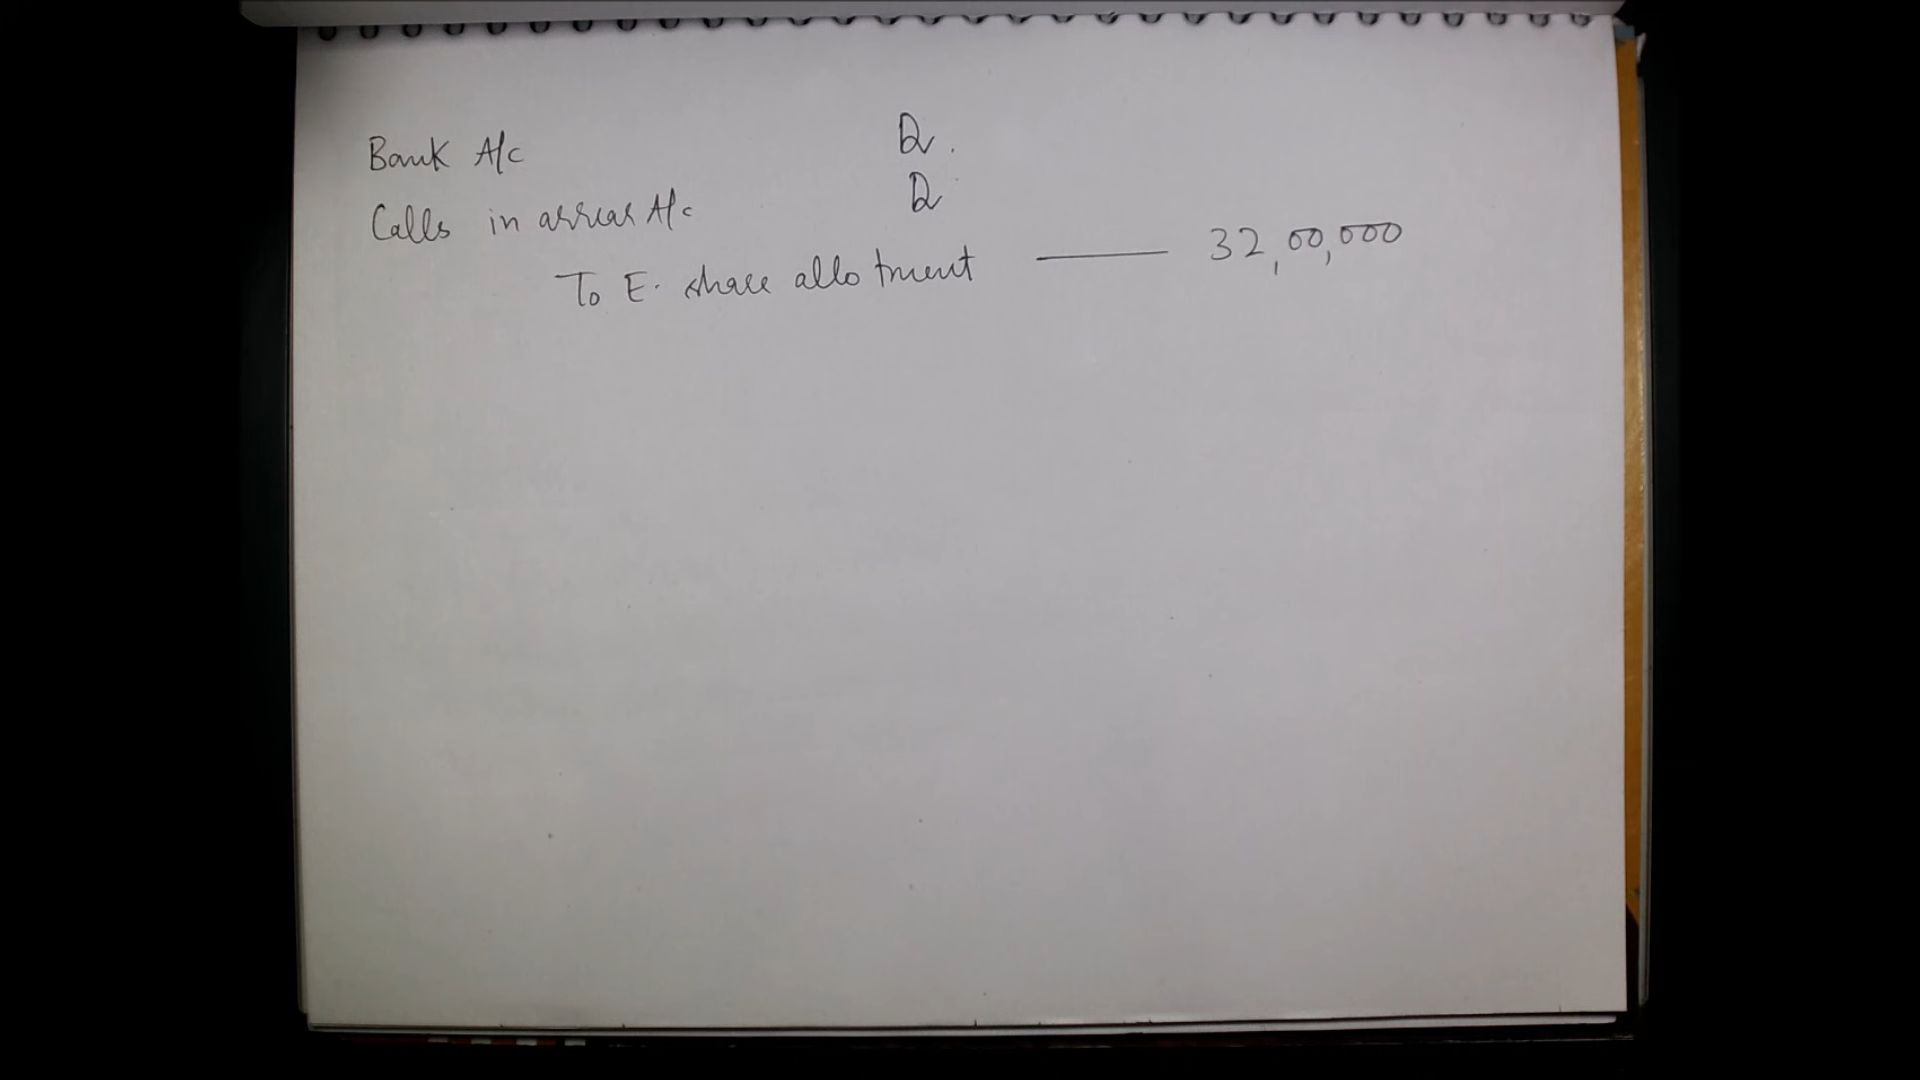 Bank A/c Dr.
Calls in arrear A/c Dr
To E. share allotment —— 32,00,000